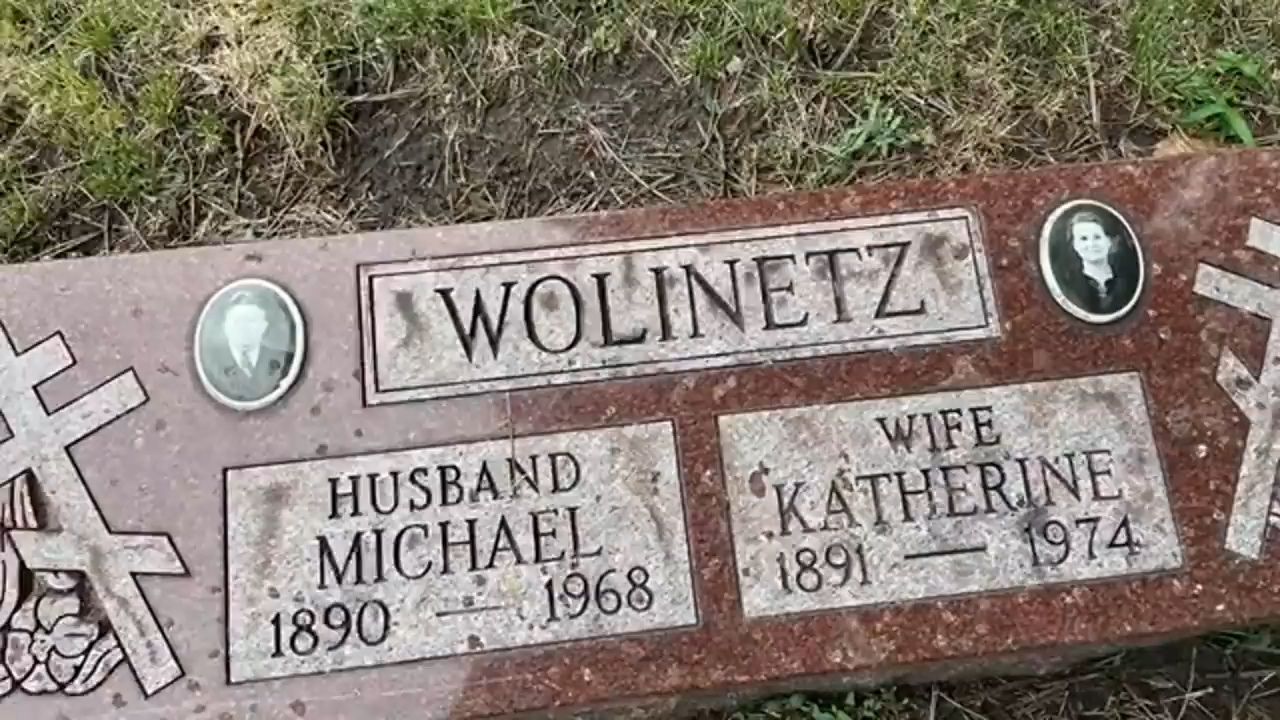 WOLINETZ
HUSBAND
MICHAEL
1890 — 1968
WIFE
KATHERINE
1891 — 1974